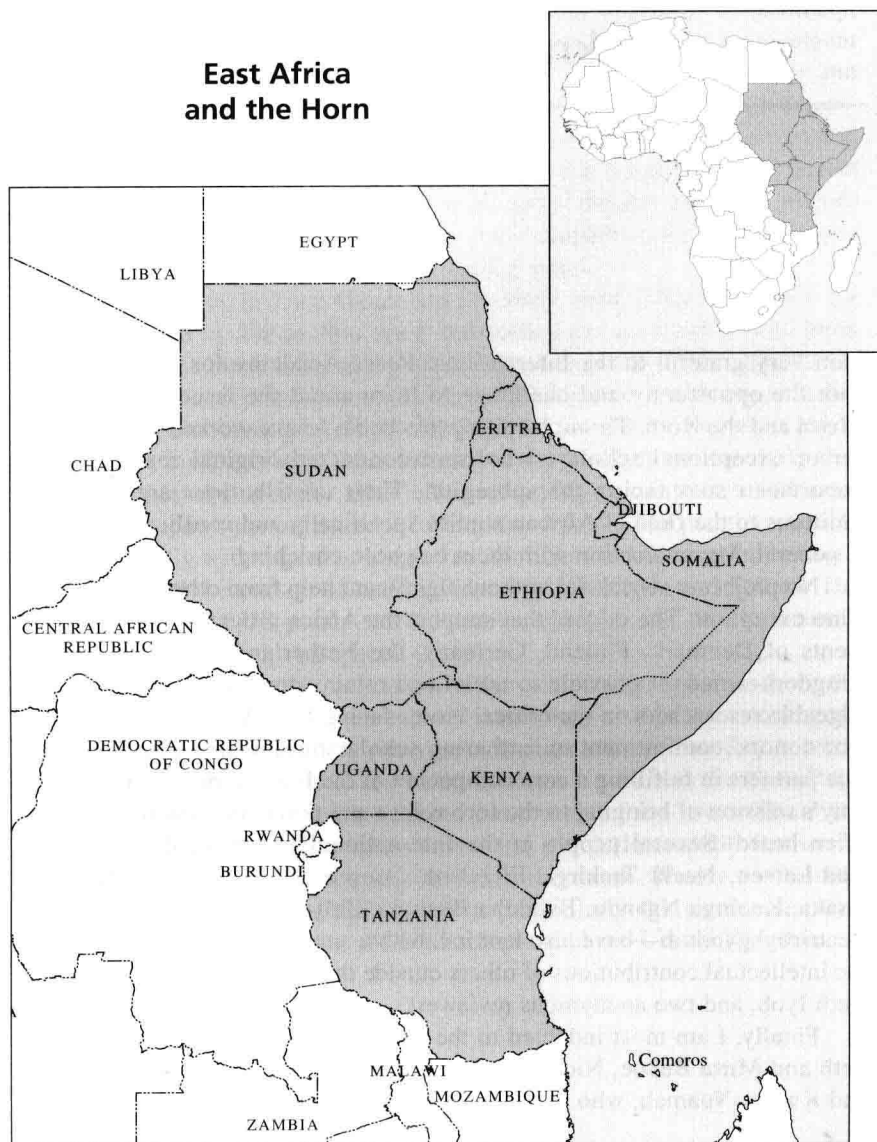 East Africa
and the Horn
EGYPT
LIBYA
ERITREA
CHAD
SUDAN
DJIBOUTI
SOMALIA
ETHIOPIA
CENTRAL AFRICAN
REPUBLIC
DEMOCRATIC REPUBLIC
OF CONGO
UGANDA
KENYA
RWANDA
BURUNDI
TANZANIA
Comoros
MALAWI
MOZAMBIQUE
ZAMBIA